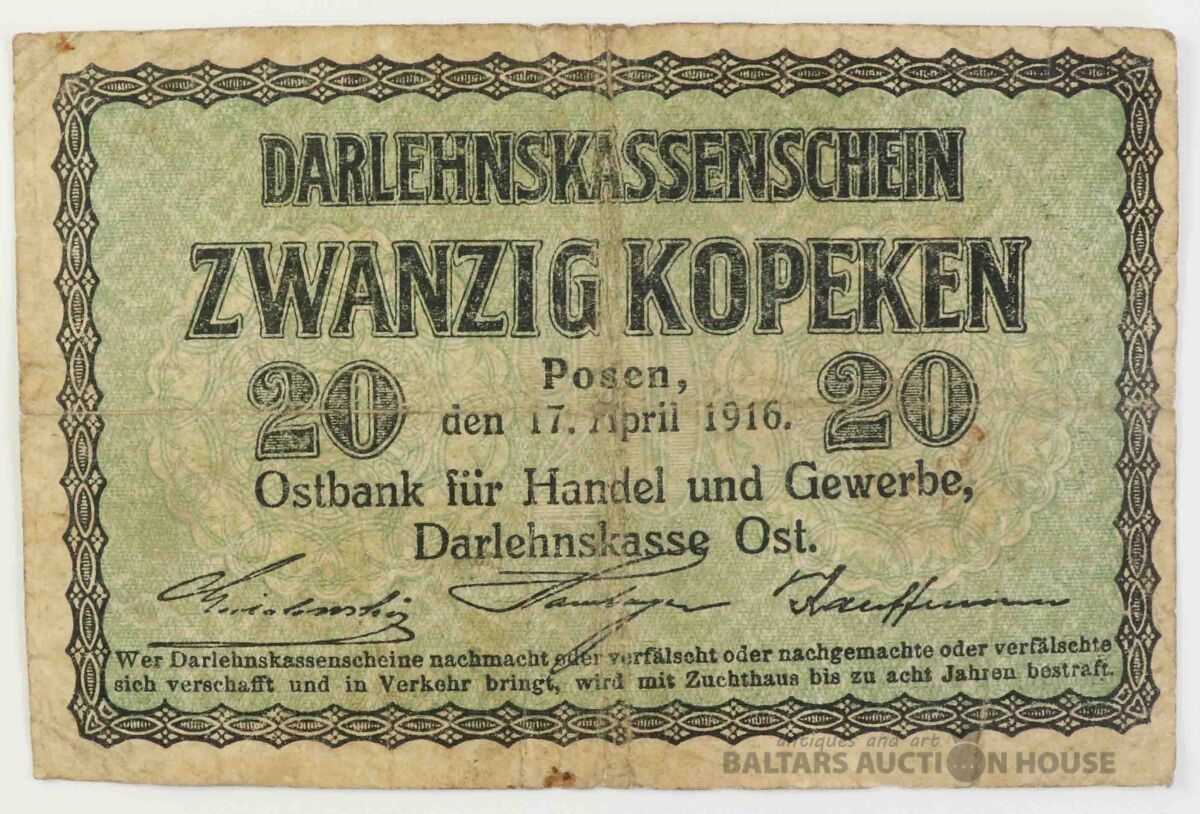 DARLEHNSKASSENSCHEIN
ZWANZIG KOPEKEN
20 Posen, 20
den 17. April 1916.
Ostbank für Handel und Gewerbe,
Darlehnskasse Ost.
Kauffmann
Wer Darlehnskassenscheine nachmacht oder verfälscht oder nachgemachte oder verfälschte
sich verschafft und in Verkehr bringt, wird mit Zuchthaus bis zu acht Jahren bestraft.
antiques and art
BALTARS AUCTION HOUSE